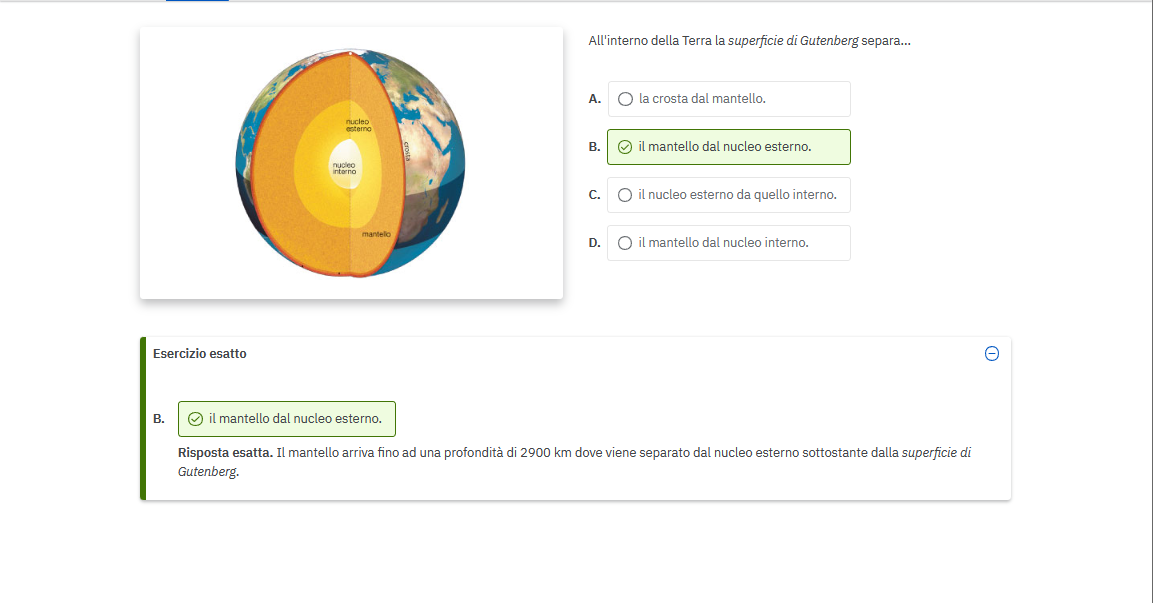 All'interno della Terra la superficie di Gutenberg separa...
nucleo
esterno
nucleo
interno
crosta
mantello
A. la crosta dal mantello.
B. il mantello dal nucleo esterno.
C. il nucleo esterno da quello interno.
D. il mantello dal nucleo interno.
Esercizio esatto
B. il mantello dal nucleo esterno.
Risposta esatta. Il mantello arriva fino ad una profondità di 2900 km dove viene separato dal nucleo esterno sottostante dalla superficie di
Gutenberg.